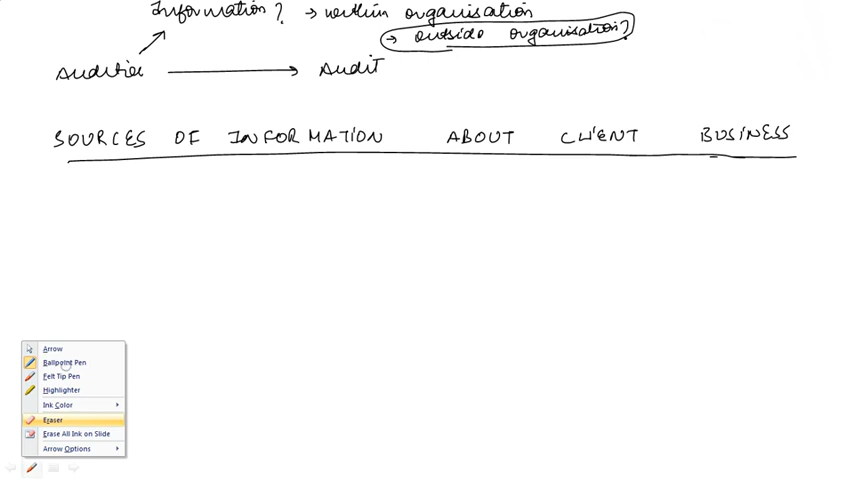 Information? → within organisation
→ outside organisation?
Auditor → Audit
SOURCES OF INFORMATION ABOUT CLIENT BUSINESS
Arrow
Ballpoint Pen
Felt Tip Pen
Highlighter
Ink Color
Eraser
Erase All Ink on Slide
Arrow Options